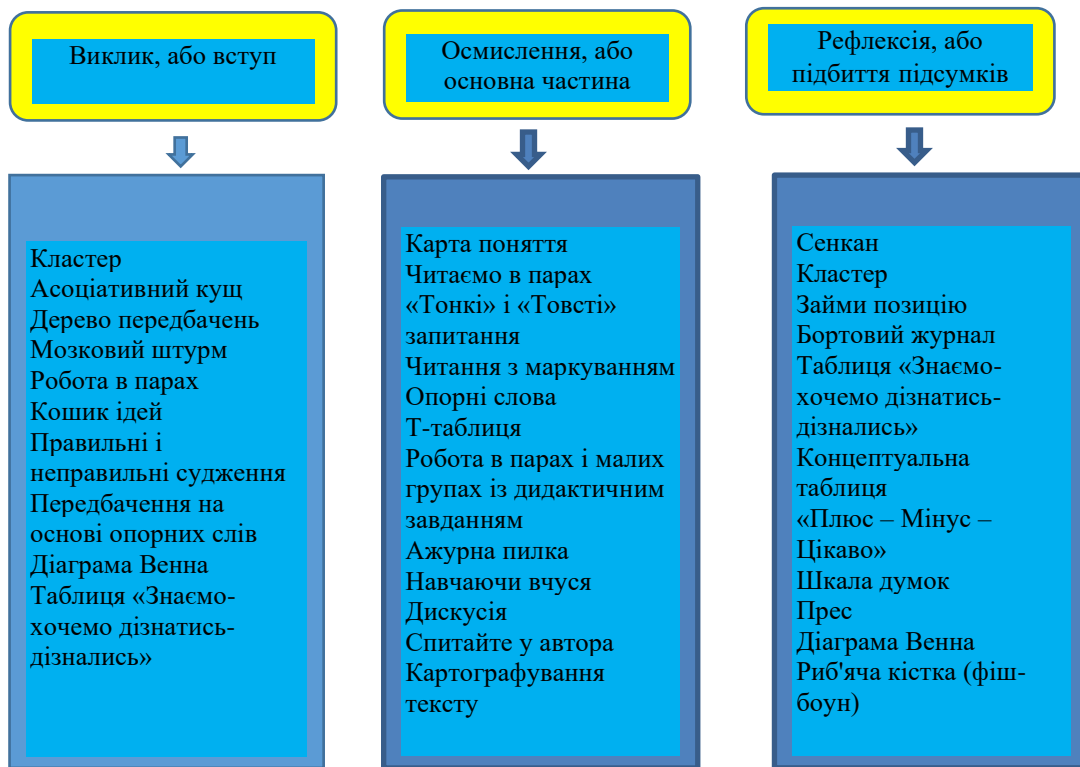 Виклик, або вступ
Осмислення, або
основна частина
Рефлексія, або
підбиття підсумків
Кластер
Асоціативний кущ
Дерево передбачень
Мозковий штурм
Робота в парах
Кошик ідей
Правильні і
неправильні судження
Передбачення на
основі опорних слів
Діаграма Венна
Таблиця «Знаємо-
хочемо дізнатись-
дізнались»
Карта поняття
Читаємо в парах
«Тонкі» і «Товсті»
запитання
Читання з маркуванням
Опорні слова
Т-таблиця
Робота в парах і малих
групах із дидактичним
завданням
Ажурна пилка
Навчаючи вчуся
Дискусія
Спитайте у автора
Картографування
тексту
Сенкан
Кластер
Займи позицію
Бортовий журнал
Таблиця «Знаємо-
хочемо дізнатись-
дізнались»
Концептуальна
таблиця
«Плюс – Мінус –
Цікаво»
Шкала думок
Прес
Діаграма Венна
Риб'яча кістка (фіш-
боун)